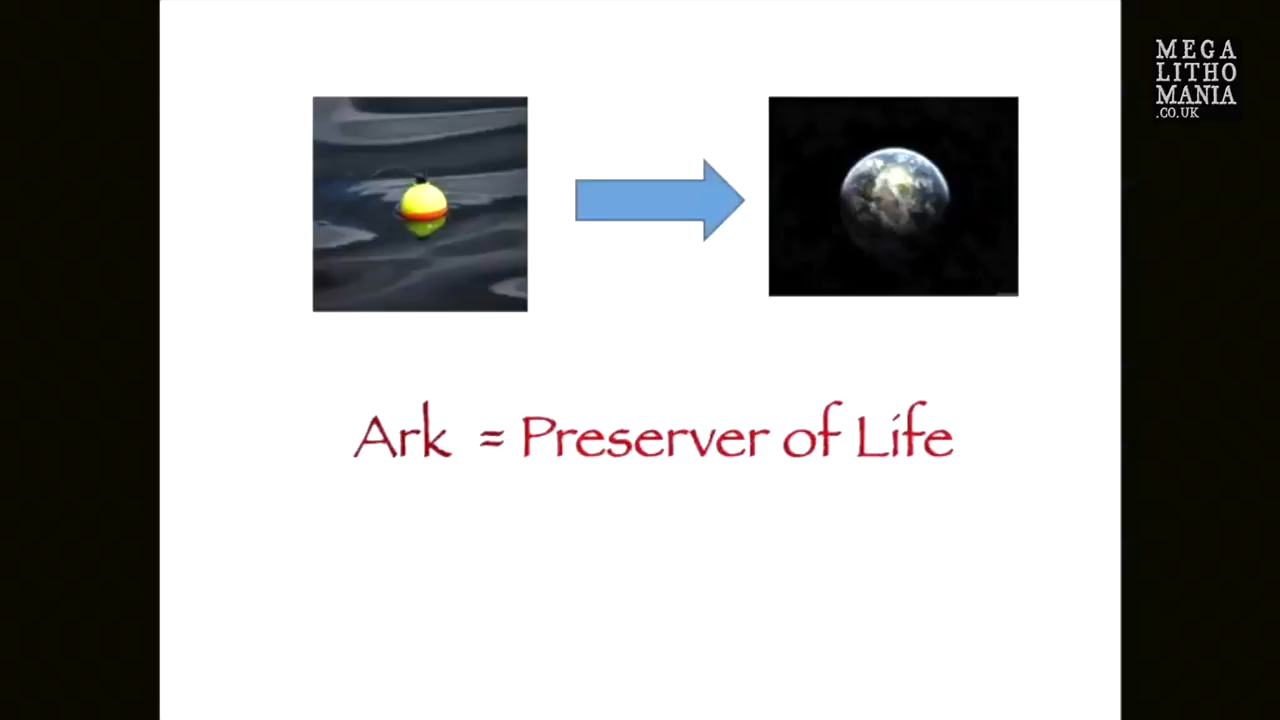 MEGA
LITHO
MANIA
.CO.UK
Ark = Preserver of Life